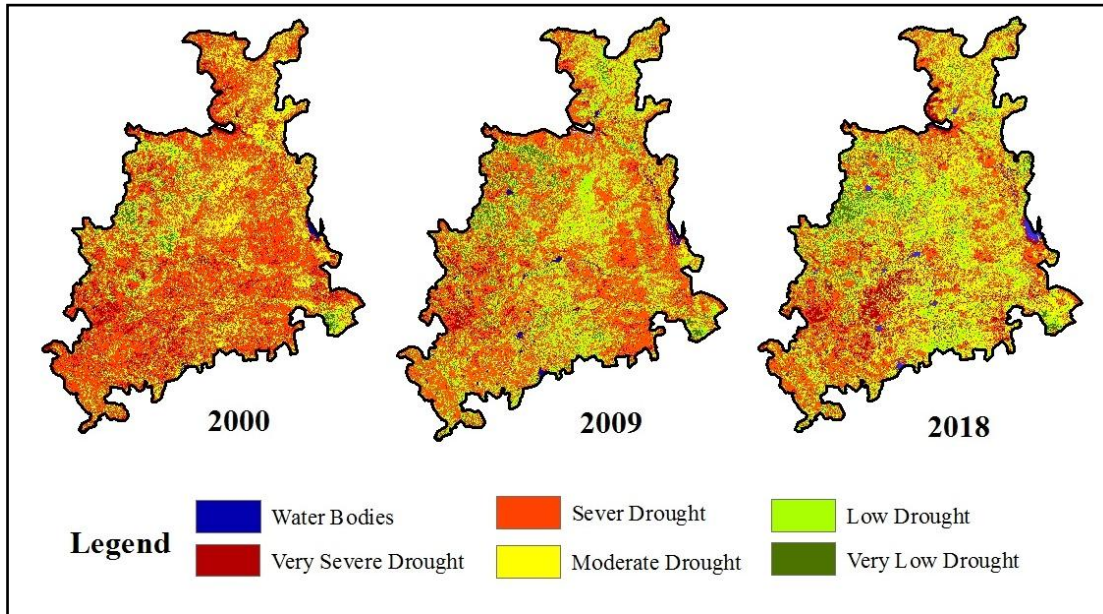 2000
2009
2018
Legend
Water Bodies
Sever Drought
Low Drought
Very Severe Drought
Moderate Drought
Very Low Drought